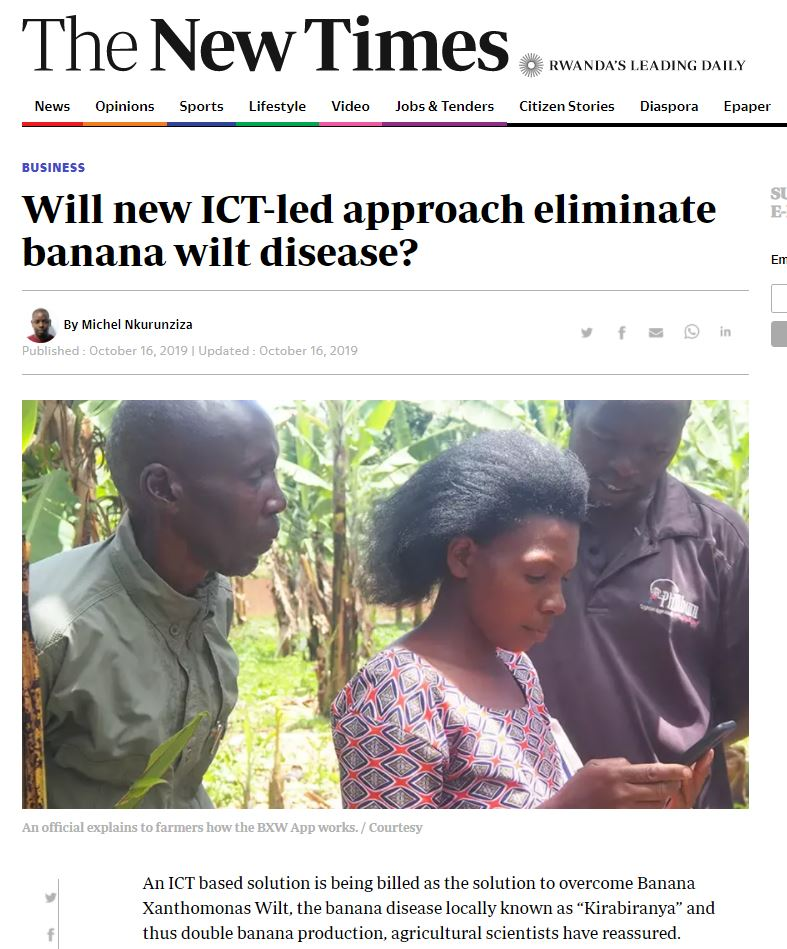 The New Times RWANDA'S LEADING DAILY
News Opinions Sports Lifestyle Video Jobs & Tenders Citizen Stories Diaspora Epaper
BUSINESS
Will new ICT-led approach eliminate
banana wilt disease?
SU
E-
Em
By Michel Nkurunziza
Published : October 16, 2019 | Updated : October 16, 2019
An official explains to farmers how the BXW App works. / Courtesy
An ICT based solution is being billed as the solution to overcome Banana
Xanthomonas Wilt, the banana disease locally known as “Kirabiranya” and
thus double banana production, agricultural scientists have reassured.